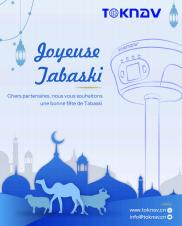 TOKNAV
Joyeuse
Tabaski
Chers partenaires, nous vous souhaitons
une bonne fête de Tabaski
www.toknav.cn
info@toknav.cn